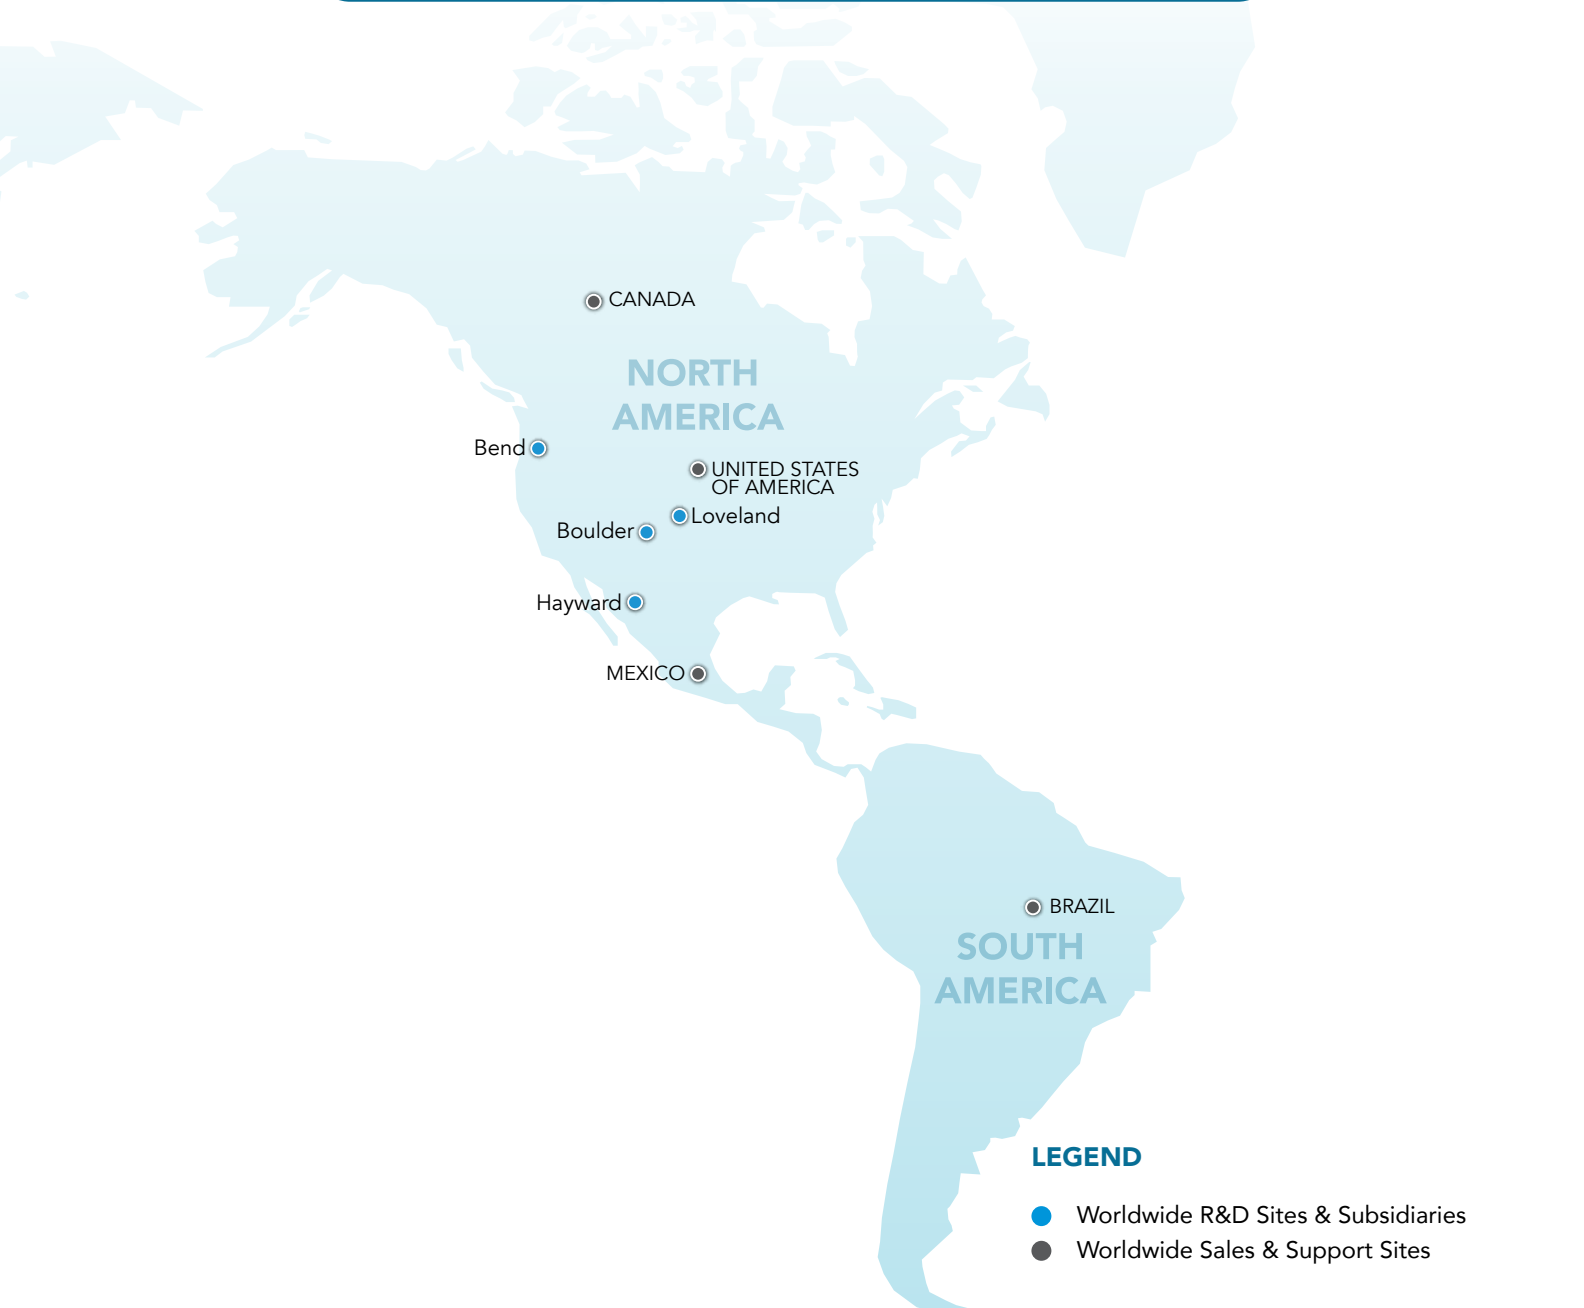 CANADA
NORTH
AMERICA
Bend
UNITED STATES
OF AMERICA
Loveland
Boulder
Hayward
MEXICO
BRAZIL
SOUTH
AMERICA
LEGEND
Worldwide R&D Sites & Subsidiaries
Worldwide Sales & Support Sites